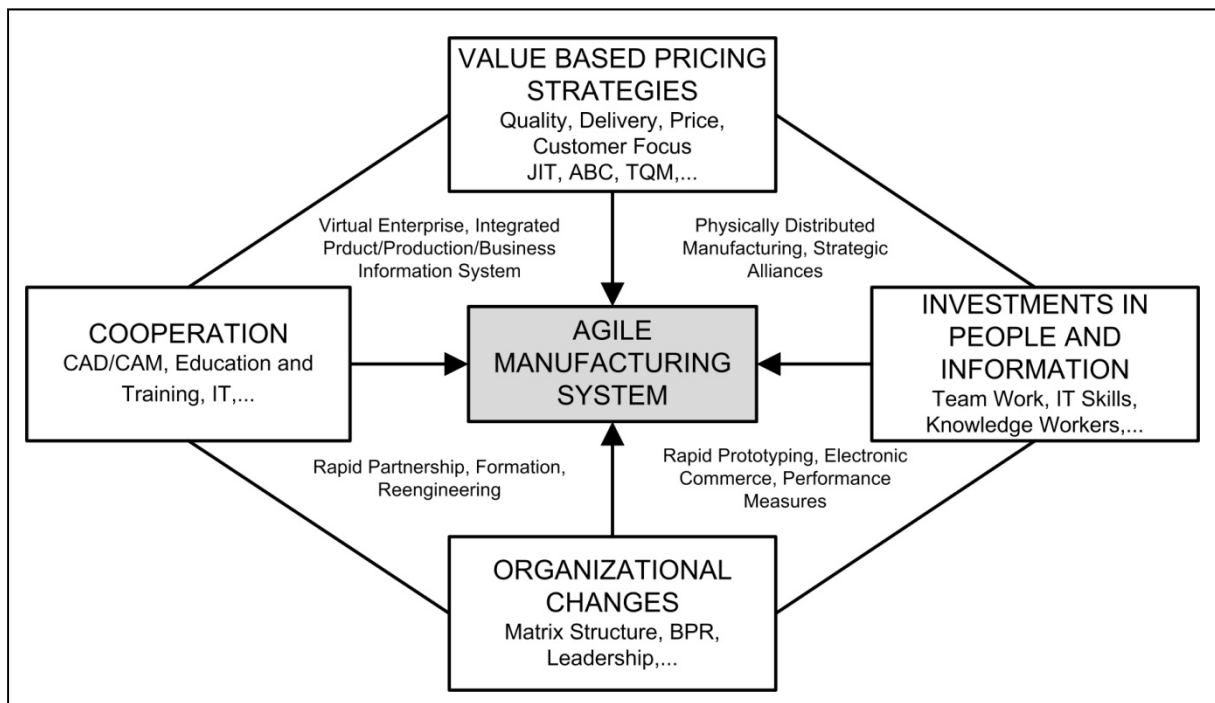 VALUE BASED PRICING
STRATEGIES
Quality, Delivery, Price,
Customer Focus
JIT, ABC, TQM,...
Virtual Enterprise, Integrated
Prduct/Production/Business
Information System
Physically Distributed
Manufacturing, Strategic
Alliances
COOPERATION
CAD/CAM, Education and
Training, IT,...
AGILE
MANUFACTURING
SYSTEM
INVESTMENTS IN
PEOPLE AND
INFORMATION
Team Work, IT Skills,
Knowledge Workers,...
Rapid Partnership, Formation,
Reengineering
Rapid Prototyping, Electronic
Commerce, Performance
Measures
ORGANIZATIONAL
CHANGES
Matrix Structure, BPR,
Leadership,...